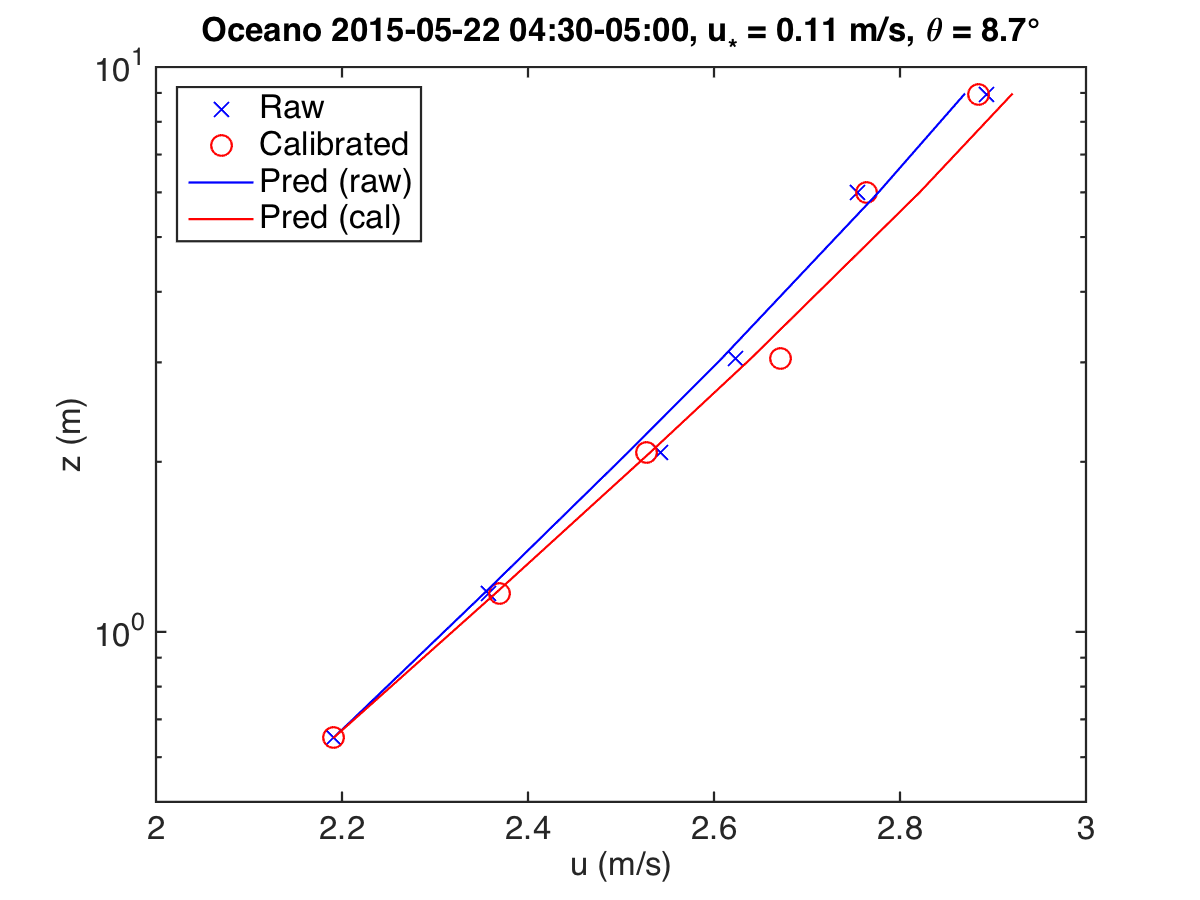 Oceano 2015-05-22 04:30-05:00, u* = 0.11 m/s, θ = 8.7°
10¹
Raw
Calibrated
Pred (raw)
Pred (cal)
z (m)
10⁰
2 2.2 2.4 2.6 2.8 3
u (m/s)